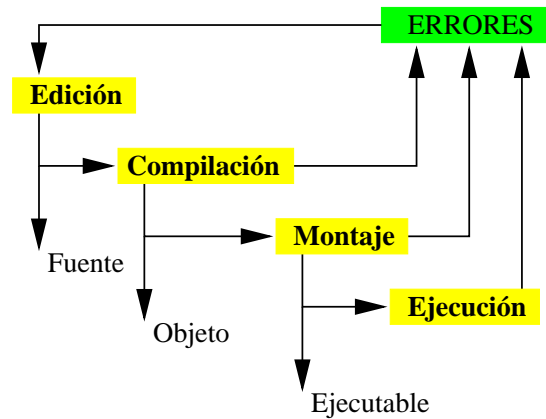 ERRORES
Edición
Compilación
Montaje
Fuente
Ejecución
Objeto
Ejecutable